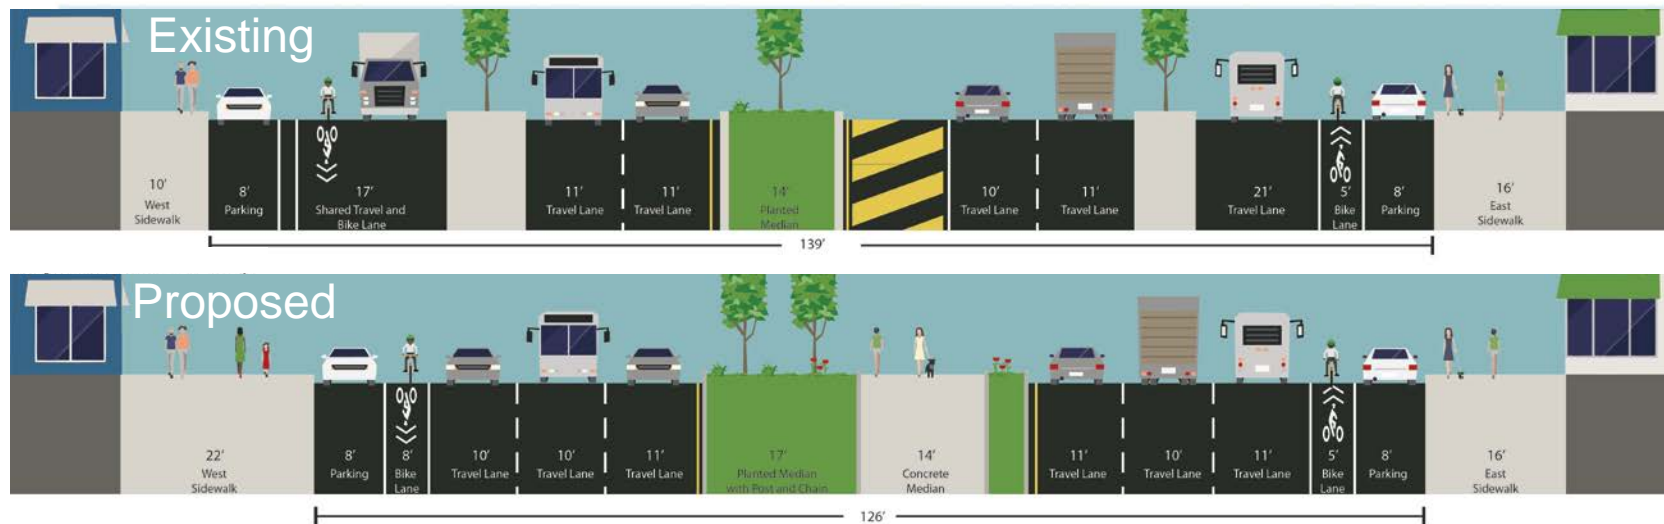 Existing
10'
West
Sidewalk
8'
Parking
17'
Shared Travel and
Bike Lane
11'
Travel Lane
11'
Travel Lane
14'
Planted
Median
10'
Travel Lane
11'
Travel Lane
21'
Travel Lane
5'
Bike
Lane
8'
Parking
16'
East
Sidewalk
139'
Proposed
22'
West
Sidewalk
8'
Parking
8'
Bike
Lane
10'
Travel Lane
10'
Travel Lane
11'
Travel Lane
17'
Planted Median
with Post and Chain
14'
Concrete
Median
11'
Travel Lane
10'
Travel Lane
11'
Travel Lane
5'
Bike
Lane
8'
Parking
16'
East
Sidewalk
126'